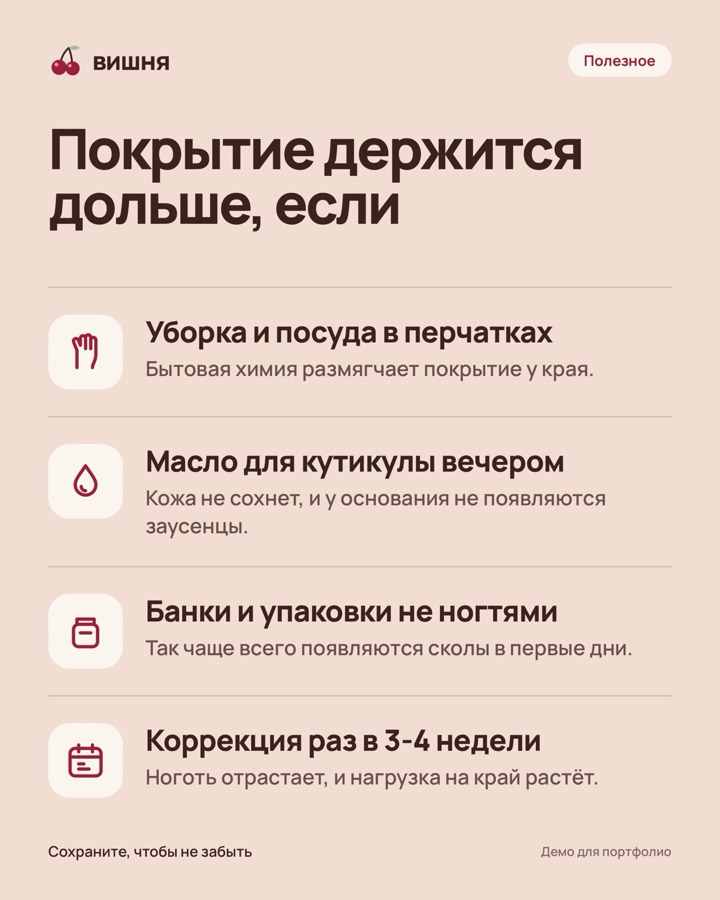 ВИШНЯ
Полезное
Покрытие держится
дольше, если
Уборка и посуда в перчатках
Бытовая химия размягчает покрытие у края.
Масло для кутикулы вечером
Кожа не сохнет, и у основания не появляются
заусенцы.
Банки и упаковки не ногтями
Так чаще всего появляются сколы в первые дни.
Коррекция раз в 3-4 недели
Ноготь отрастает, и нагрузка на край растёт.
Сохраните, чтобы не забыть
Демо для портфолио